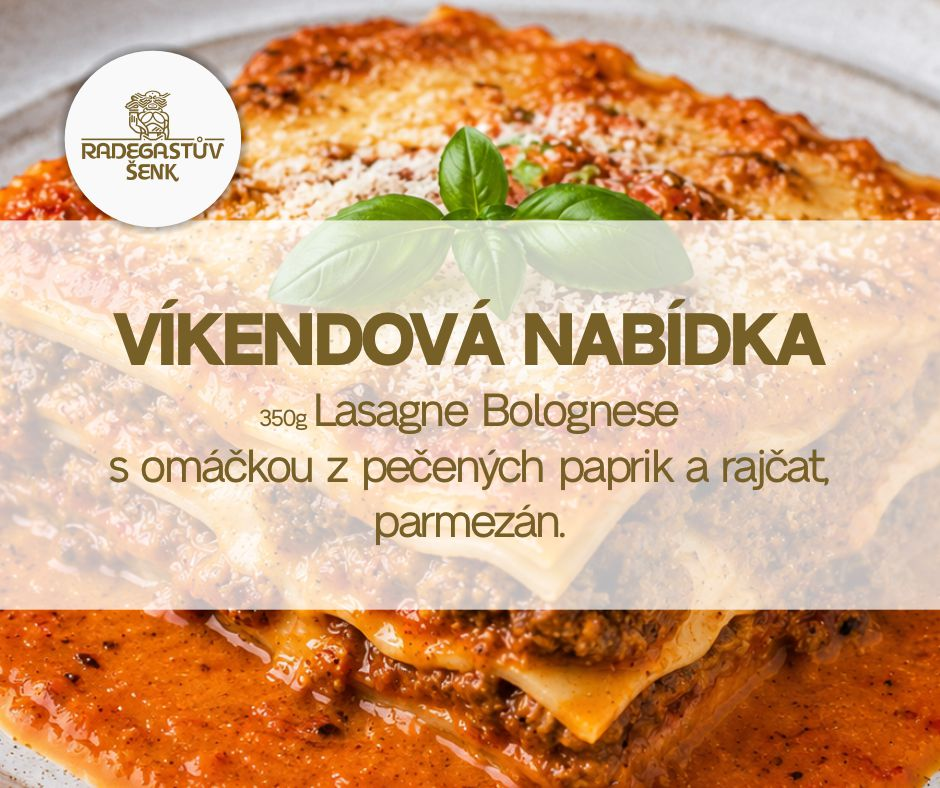 RADEGASTŮV
ŠENK
VÍKENDOVÁ NABÍDKA
350g Lasagne Bolognese
s omáčkou z pečených paprik a rajčat,
parmezán.